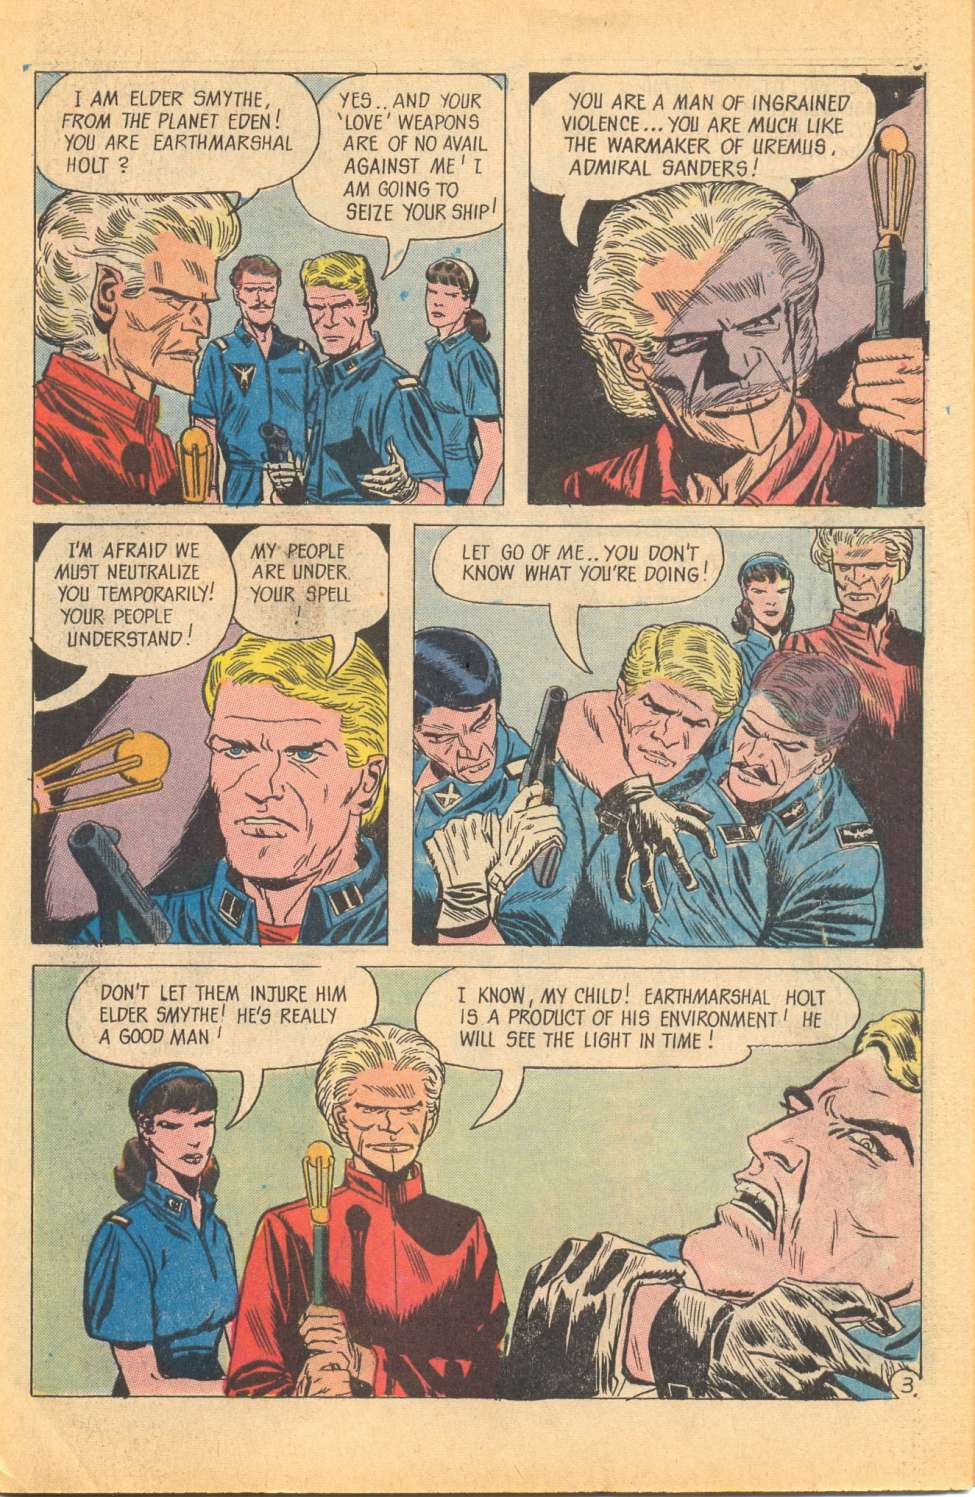 I AM ELDER SMYTHE,
FROM THE PLANET EDEN!
YOU ARE EARTHMARSHAL
HOLT?
YES.. AND YOUR
'LOVE' WEAPONS
ARE OF NO AVAIL
AGAINST ME! I
AM GOING TO
SEIZE YOUR SHIP!
YOU ARE A MAN OF INGRAINED
VIOLENCE... YOU ARE MUCH LIKE
THE WARMAKER OF UREMUS,
ADMIRAL SANDERS!
I'M AFRAID WE
MUST NEUTRALIZE
YOU TEMPORARILY!
YOUR PEOPLE
UNDERSTAND!
MY PEOPLE
ARE UNDER
YOUR SPELL
!
LET GO OF ME.. YOU DON'T
KNOW WHAT YOU'RE DOING!
DON'T LET THEM INJURE HIM
ELDER SMYTHE! HE'S REALLY
A GOOD MAN!
I KNOW, MY CHILD! EARTHMARSHAL HOLT
IS A PRODUCT OF HIS ENVIRONMENT! HE
WILL SEE THE LIGHT IN TIME!
3